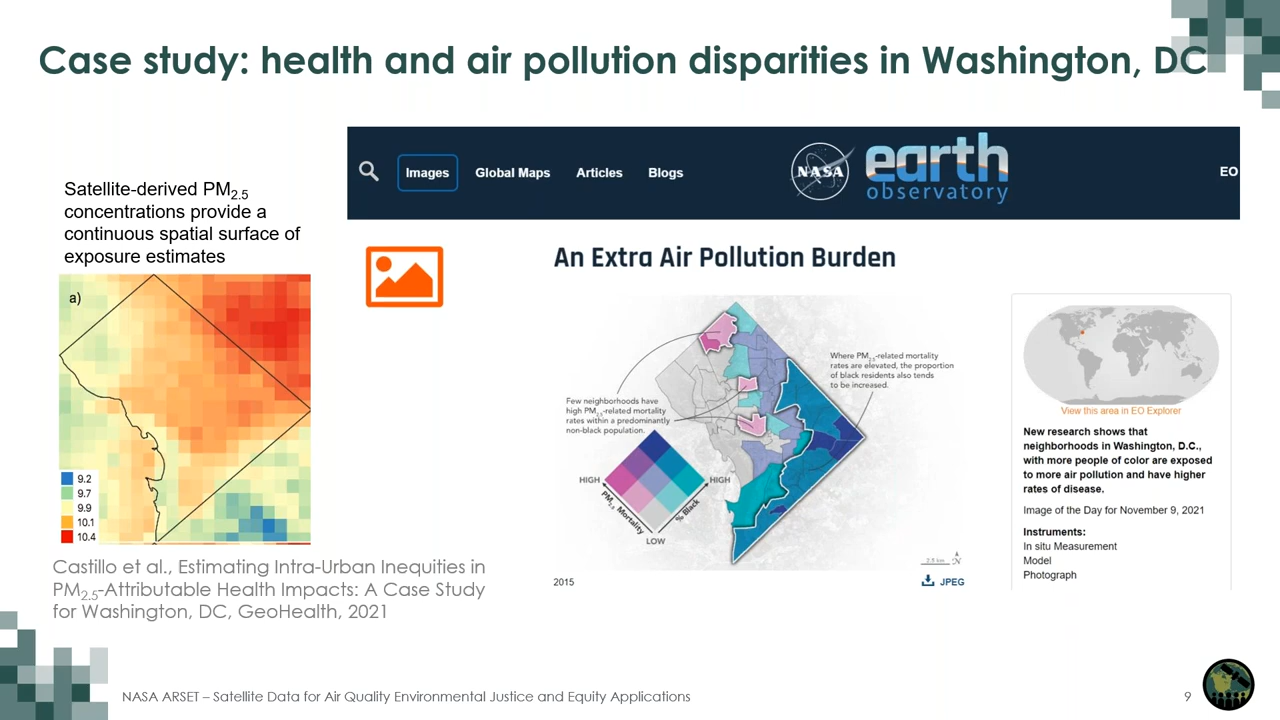 Case study: health and air pollution disparities in Washington, DC
Satellite-derived PM2.5
concentrations provide a
continuous spatial surface of
exposure estimates
a)
9.2
9.7
9.9
10.1
10.4
Castillo et al., Estimating Intra-Urban Inequities in
PM2.5-Attributable Health Impacts: A Case Study
for Washington, DC, GeoHealth, 2021
Images
Global Maps
Articles
Blogs
NASA
earth
observatory
EO
An Extra Air Pollution Burden
Where PM2.5-related mortality
rates are elevated, the proportion
of black residents also tends
to be increased.
Few neighborhoods have
high PM2.5-related mortality
rates within a predominantly
non-black population.
HIGH
HIGH
PM2.5 Mortality
% Black
LOW
2.5 km
N
2015
JPEG
View this area in EO Explorer
New research shows that
neighborhoods in Washington, D.C.,
with more people of color are exposed
to more air pollution and have higher
rates of disease.
Image of the Day for November 9, 2021
Instruments:
In situ Measurement
Model
Photograph
NASA ARSET – Satellite Data for Air Quality Environmental Justice and Equity Applications
9